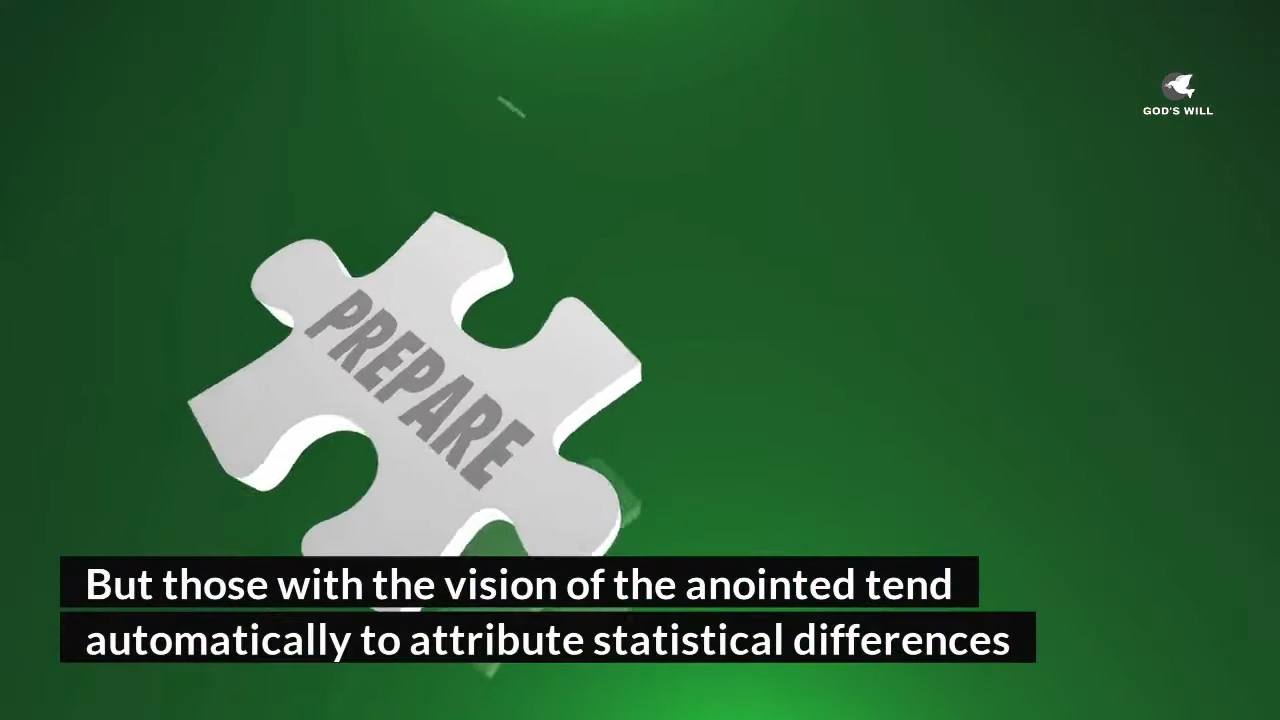 GOD'S WILL
PREPARE
But those with the vision of the anointed tend
automatically to attribute statistical differences